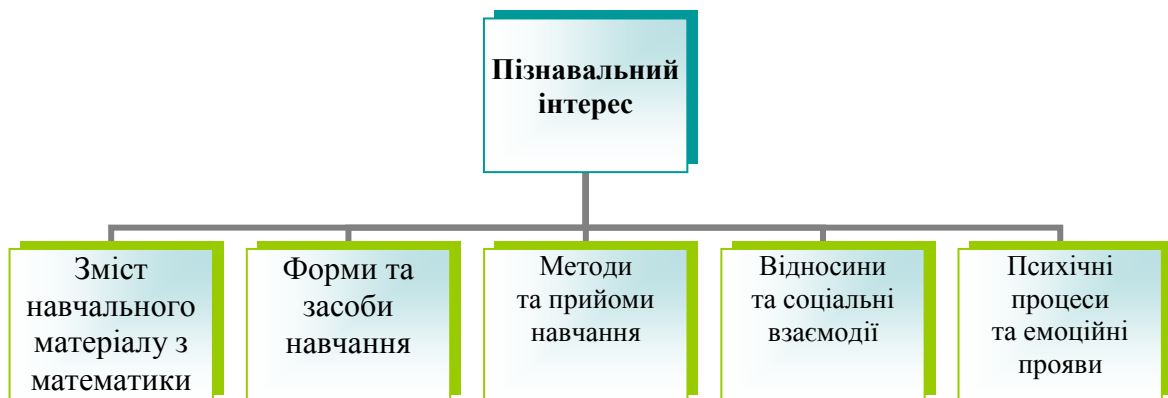 Пізнавальний
інтерес
Зміст
навчального
матеріалу з
математики
Форми та
засоби
навчання
Методи
та прийоми
навчання
Відносини
та соціальні
взаємодії
Психічні
процеси
та емоційні
прояви